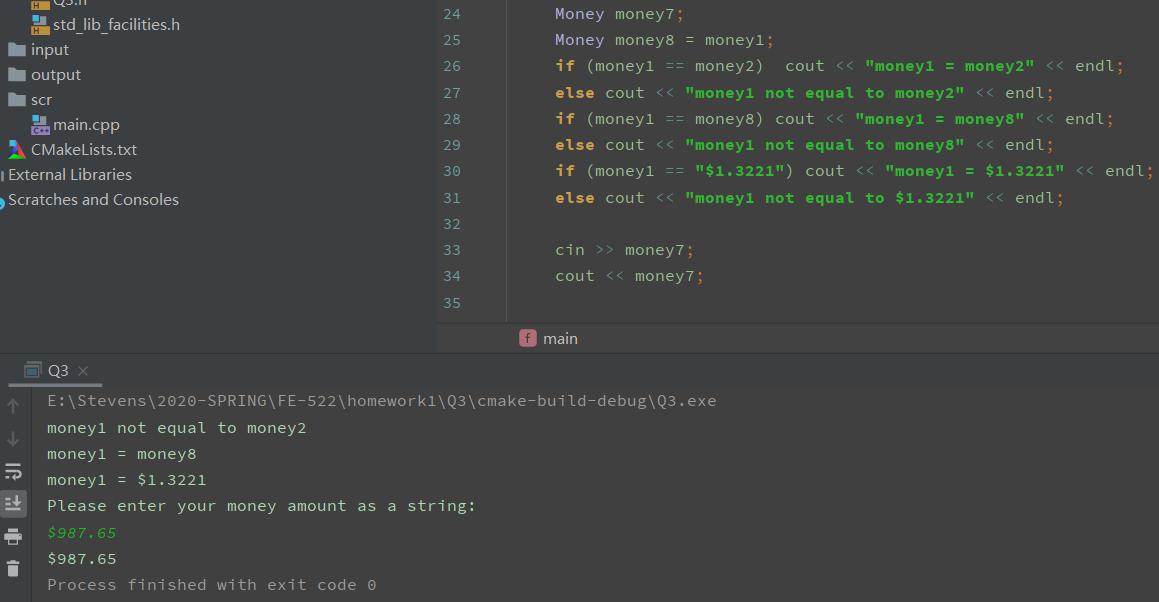 Q3.h
std_lib_facilities.h
input
output
scr
main.cpp
CMakeLists.txt
External Libraries
Scratches and Consoles
24 Money money7;
25 Money money8 = money1;
26 if (money1 == money2)  cout << "money1 = money2" << endl;
27 else cout << "money1 not equal to money2" << endl;
28 if (money1 == money8) cout << "money1 = money8" << endl;
29 else cout << "money1 not equal to money8" << endl;
30 if (money1 == "$1.3221") cout << "money1 = $1.3221" << endl;
31 else cout << "money1 not equal to $1.3221" << endl;
32
33 cin >> money7;
34 cout << money7;
35
f main
Q3
E:\Stevens\2020-SPRING\FE-522\homework1\Q3\cmake-build-debug\Q3.exe
money1 not equal to money2
money1 = money8
money1 = $1.3221
Please enter your money amount as a string:
$987.65
$987.65
Process finished with exit code 0